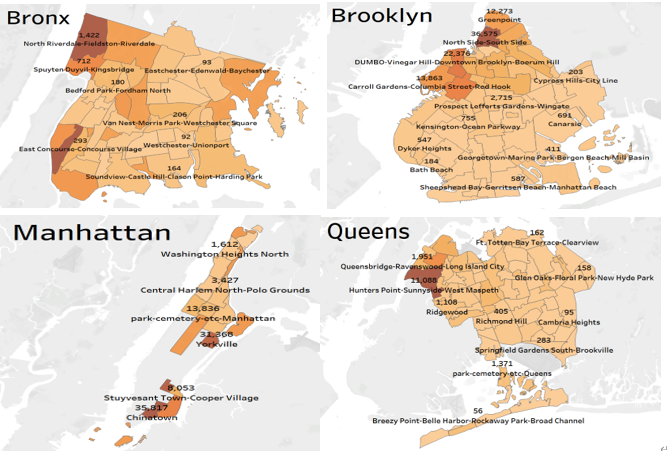 Bronx
1,422
North Riverdale-Fieldston-Riverdale
712
Spuyten Duyvil-Kingsbridge
93
Eastchester-Edenwald-Baychester
180
Bedford Park-Fordham North
206
Van Nest-Morris Park-Westchester Square
293
East Concourse-Concourse Village
92
Westchester-Unionport
164
Soundview-Castle Hill-Clason Point-Harding Park
Brooklyn
12,273
Greenpoint
36,575
North Side-South Side
22,376
DUMBO-Vinegar Hill-Downtown Brooklyn-Boerum Hill
13,863
Carroll Gardens-Columbia Street-Red Hook
203
Cypress Hills-City Line
2,715
Prospect Lefferts Gardens-Wingate
755
Kensington-Ocean Parkway
691
Canarsie
547
Dyker Heights
411
Georgetown-Marine Park-Bergen Beach-Mill Basin
184
Bath Beach
587
Sheepshead Bay-Gerritsen Beach-Manhattan Beach
Manhattan
1,612
Washington Heights North
3,427
Central Harlem North-Polo Grounds
13,836
park-cemetery-etc-Manhattan
31,368
Yorkville
8,053
Stuyvesant Town-Cooper Village
35,817
Chinatown
Queens
162
Ft. Totten-Bay Terrace-Clearview
1,951
Queensbridge-Ravenswood-Long Island City
158
Glen Oaks-Floral Park-New Hyde Park
11,088
Hunters Point-Sunnyside-West Maspeth
1,108
Ridgewood
405
Richmond Hill
95
Cambria Heights
283
Springfield Gardens South-Brookville
1,371
park-cemetery-etc-Queens
56
Breezy Point-Belle Harbor-Rockaway Park-Broad Channel